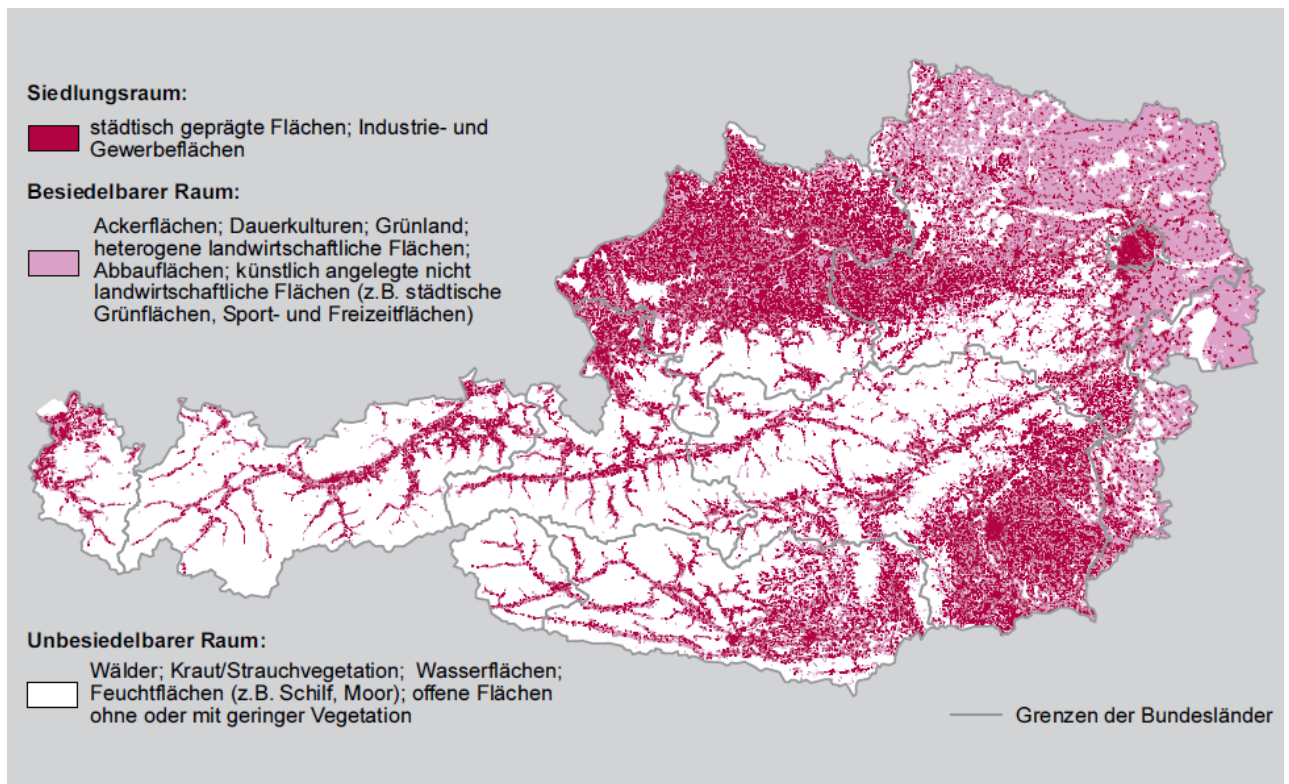 Siedlungsraum:
städtisch geprägte Flächen; Industrie- und
Gewerbeflächen
Besiedelbarer Raum:
Ackerflächen; Dauerkulturen; Grünland;
heterogene landwirtschaftliche Flächen;
Abbauflächen; künstlich angelegte nicht
landwirtschaftliche Flächen (z.B. städtische
Grünflächen, Sport- und Freizeitflächen)
Unbesiedelbarer Raum:
Wälder; Kraut/Strauchvegetation; Wasserflächen;
Feuchtflächen (z.B. Schilf, Moor); offene Flächen
ohne oder mit geringer Vegetation
Grenzen der Bundesländer